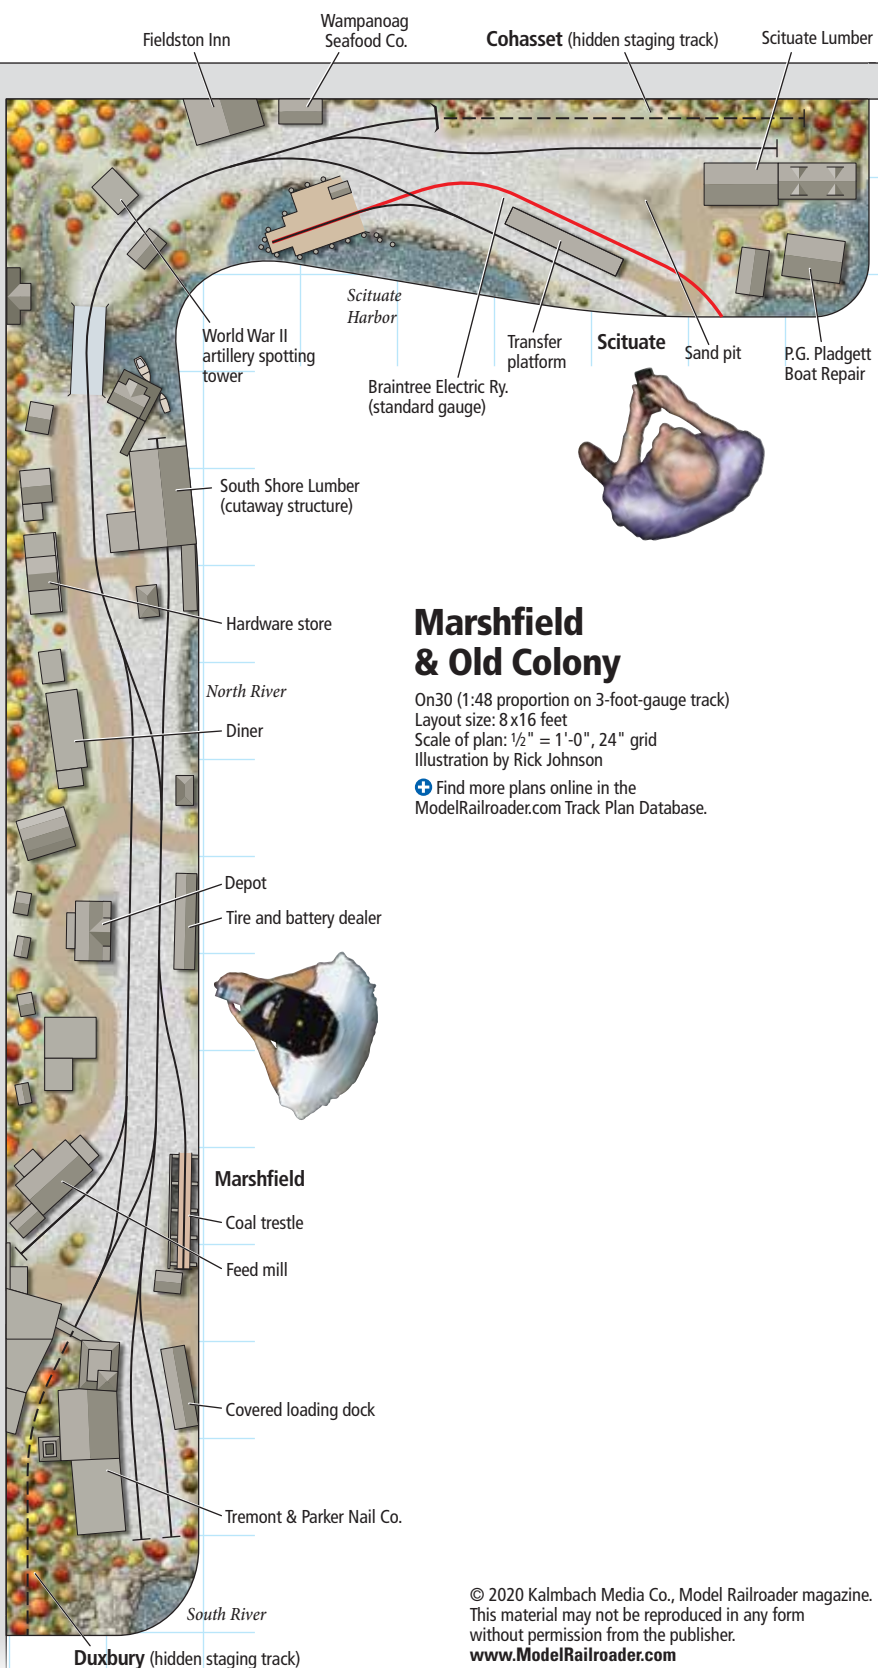 Fieldston Inn
Wampanoag
Seafood Co.
Cohasset (hidden staging track)
Scituate Lumber
Scituate
Harbor
World War II
artillery spotting
tower
Transfer
platform
Scituate
Sand pit
P.G. Pladgett
Boat Repair
Braintree Electric Ry.
(standard gauge)
South Shore Lumber
(cutaway structure)
Hardware store
Marshfield
& Old Colony
On30 (1:48 proportion on 3-foot-gauge track)
Layout size: 8x16 feet
Scale of plan: ½" = 1'-0", 24" grid
Illustration by Rick Johnson
Find more plans online in the
ModelRailroader.com Track Plan Database.
North River
Diner
Depot
Tire and battery dealer
Marshfield
Coal trestle
Feed mill
Covered loading dock
Tremont & Parker Nail Co.
South River
Duxbury (hidden staging track)
© 2020 Kalmbach Media Co., Model Railroader magazine.
This material may not be reproduced in any form
without permission from the publisher.
www.ModelRailroader.com